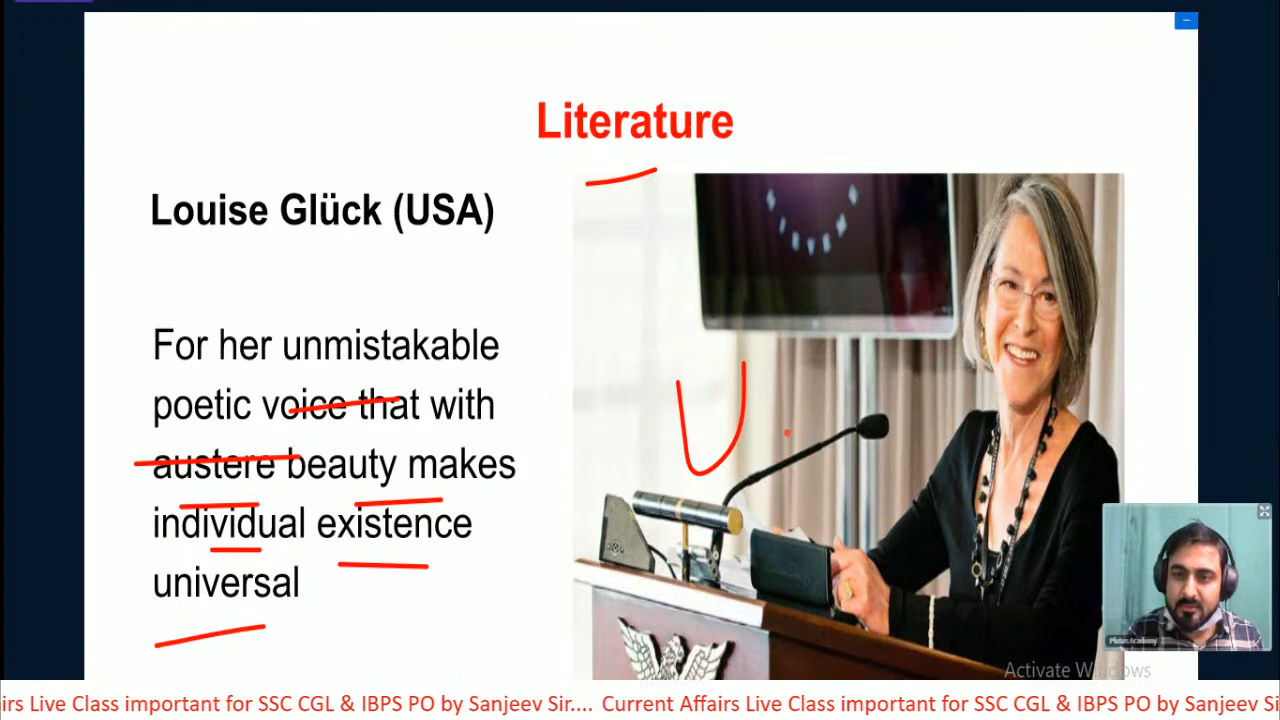 Literature
Louise Glück (USA)
For her unmistakable
poetic voice that with
austere beauty makes
individual existence
universal
Plutus Academy
Activate Windows
irs Live Class important for SSC CGL & IBPS PO by Sanjeev Sir.... Current Affairs Live Class important for SSC CGL & IBPS PO by Sanjeev Si